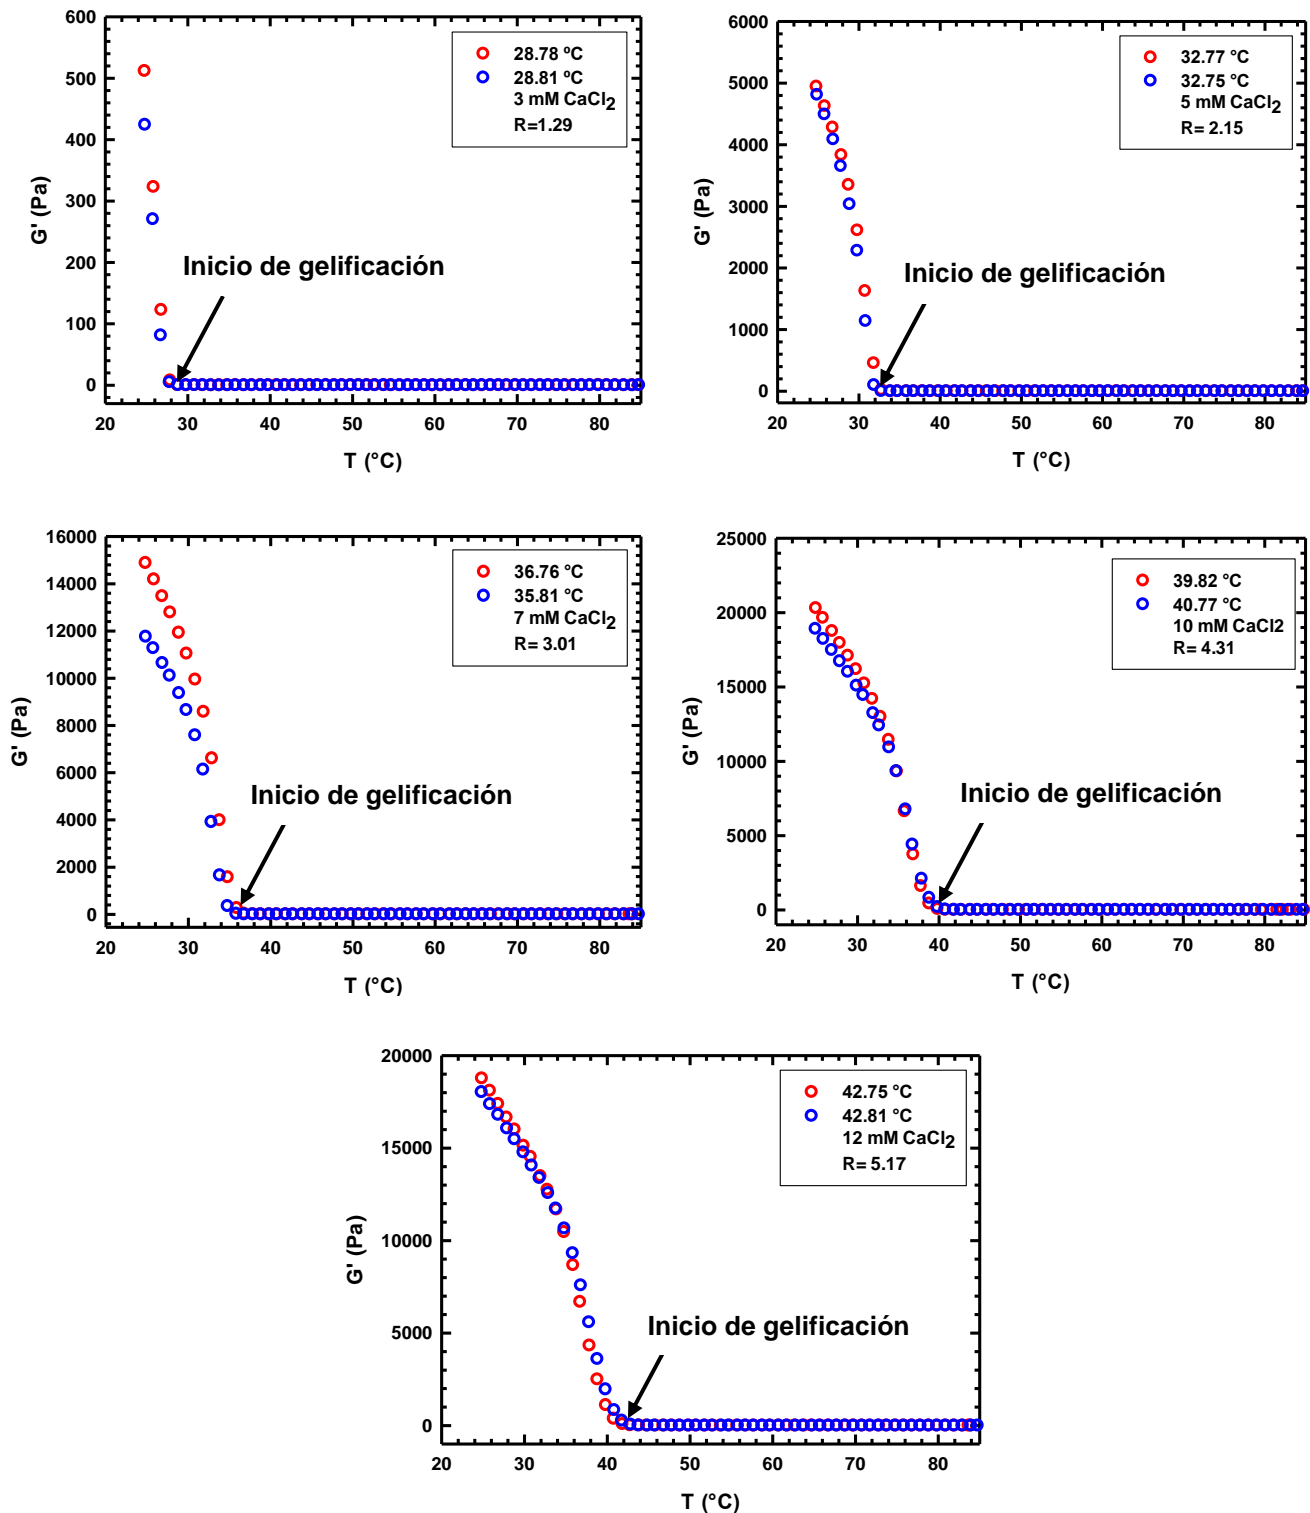 600
500
400
300
200
100
0
G' (Pa)
28.78 ºC
28.81 ºC
3 mM CaCl2
R=1.29
Inicio de gelificación
20 30 40 50 60 70 80
T (°C)
6000
5000
4000
3000
2000
1000
0
G' (Pa)
32.77 °C
32.75 °C
5 mM CaCl2
R= 2.15
Inicio de gelificación
20 30 40 50 60 70 80
T (°C)
16000
14000
12000
10000
8000
6000
4000
2000
0
G' (Pa)
36.76 °C
35.81 °C
7 mM CaCl2
R= 3.01
Inicio de gelificación
20 30 40 50 60 70 80
T (°C)
25000
20000
15000
10000
5000
0
G' (Pa)
39.82 °C
40.77 °C
10 mM CaCl2
R= 4.31
Inicio de gelificación
20 30 40 50 60 70 80
T (°C)
20000
15000
10000
5000
0
G' (Pa)
42.75 °C
42.81 °C
12 mM CaCl2
R= 5.17
Inicio de gelificación
20 30 40 50 60 70 80
T (°C)